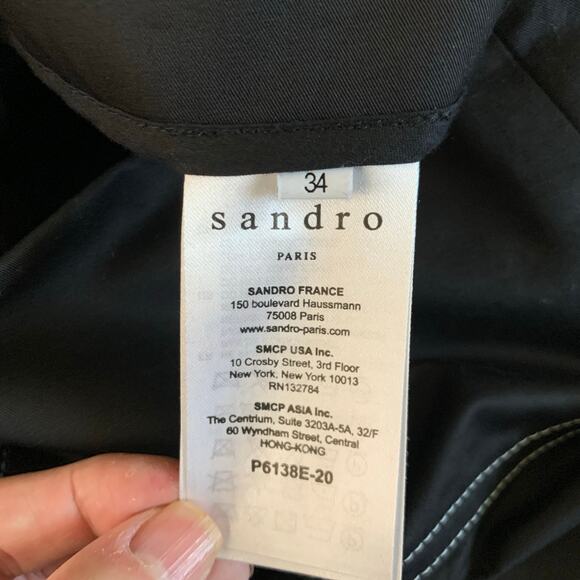 34
sandro
PARIS
SANDRO FRANCE
150 boulevard Haussmann
75008 Paris
www.sandro-paris.com
SMCP USA Inc.
10 Crosby Street, 3rd Floor
New York, New York 10013
RN132784
SMCP ASIA Inc.
The Centrium, Suite 3203A-5A, 32/F
60 Wyndham Street, Central
HONG-KONG
P6138E-20